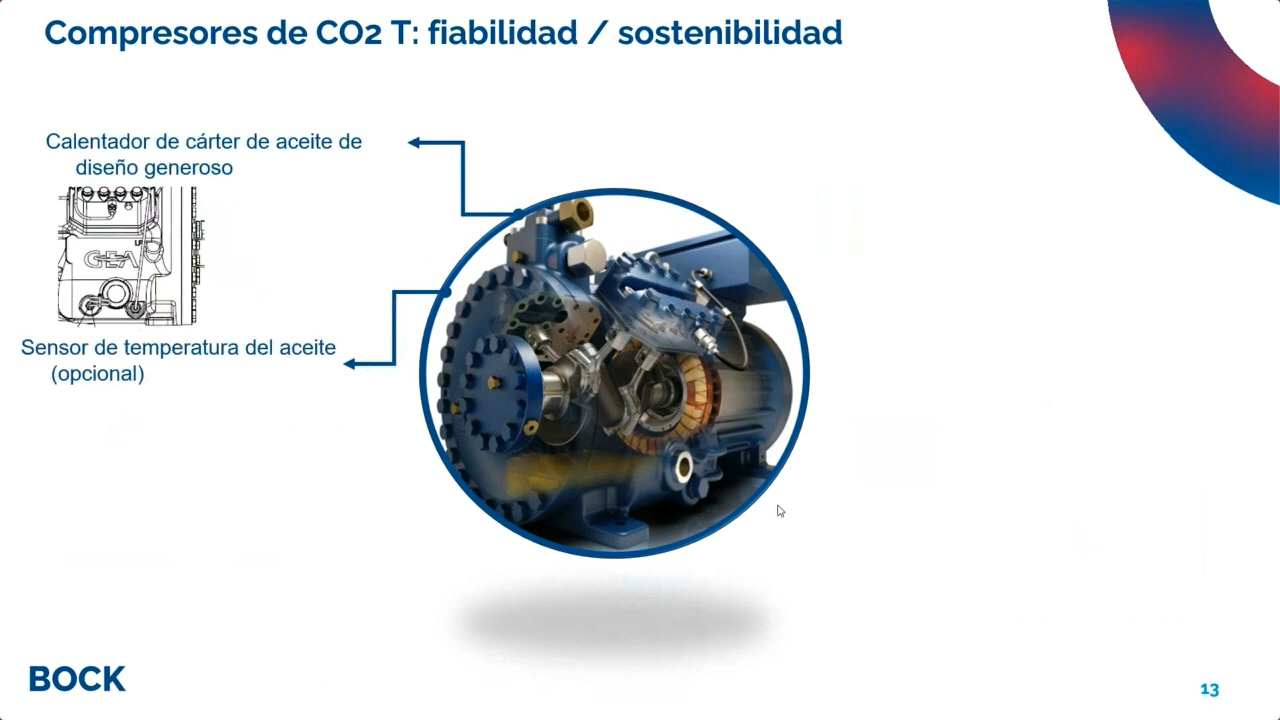 Compresores de CO2 T: fiabilidad / sostenibilidad
Calentador de cárter de aceite de
diseño generoso
LF
GEA
Sensor de temperatura del aceite
(opcional)
BOCK
13